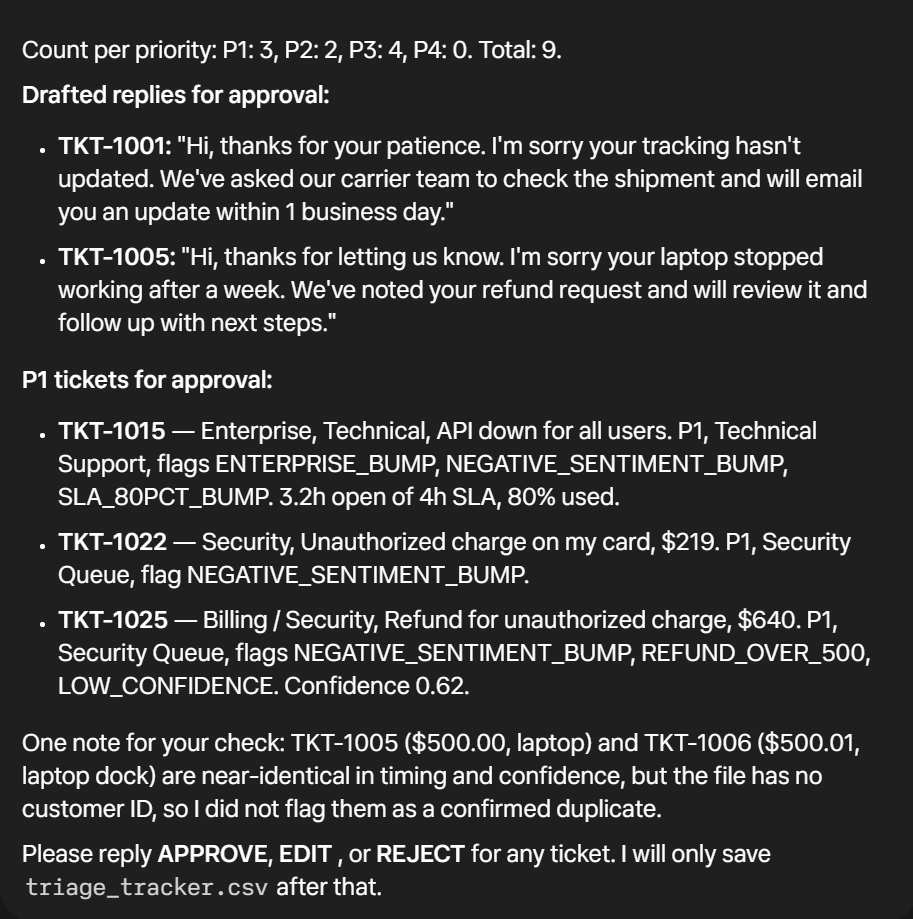 Count per priority: P1: 3, P2: 2, P3: 4, P4: 0. Total: 9.
Drafted replies for approval:
• TKT-1001: "Hi, thanks for your patience. I'm sorry your tracking hasn't
updated. We've asked our carrier team to check the shipment and will email
you an update within 1 business day."
• TKT-1005: "Hi, thanks for letting us know. I'm sorry your laptop stopped
working after a week. We've noted your refund request and will review it and
follow up with next steps."
P1 tickets for approval:
• TKT-1015 — Enterprise, Technical, API down for all users. P1, Technical
Support, flags ENTERPRISE_BUMP, NEGATIVE_SENTIMENT_BUMP,
SLA_80PCT_BUMP. 3.2h open of 4h SLA, 80% used.
• TKT-1022 — Security, Unauthorized charge on my card, $219. P1, Security
Queue, flag NEGATIVE_SENTIMENT_BUMP.
• TKT-1025 — Billing / Security, Refund for unauthorized charge, $640. P1,
Security Queue, flags NEGATIVE_SENTIMENT_BUMP, REFUND_OVER_500,
LOW_CONFIDENCE. Confidence 0.62.
One note for your check: TKT-1005 ($500.00, laptop) and TKT-1006 ($500.01,
laptop dock) are near-identical in timing and confidence, but the file has no
customer ID, so I did not flag them as a confirmed duplicate.
Please reply APPROVE, EDIT , or REJECT for any ticket. I will only save
triage_tracker.csv after that.